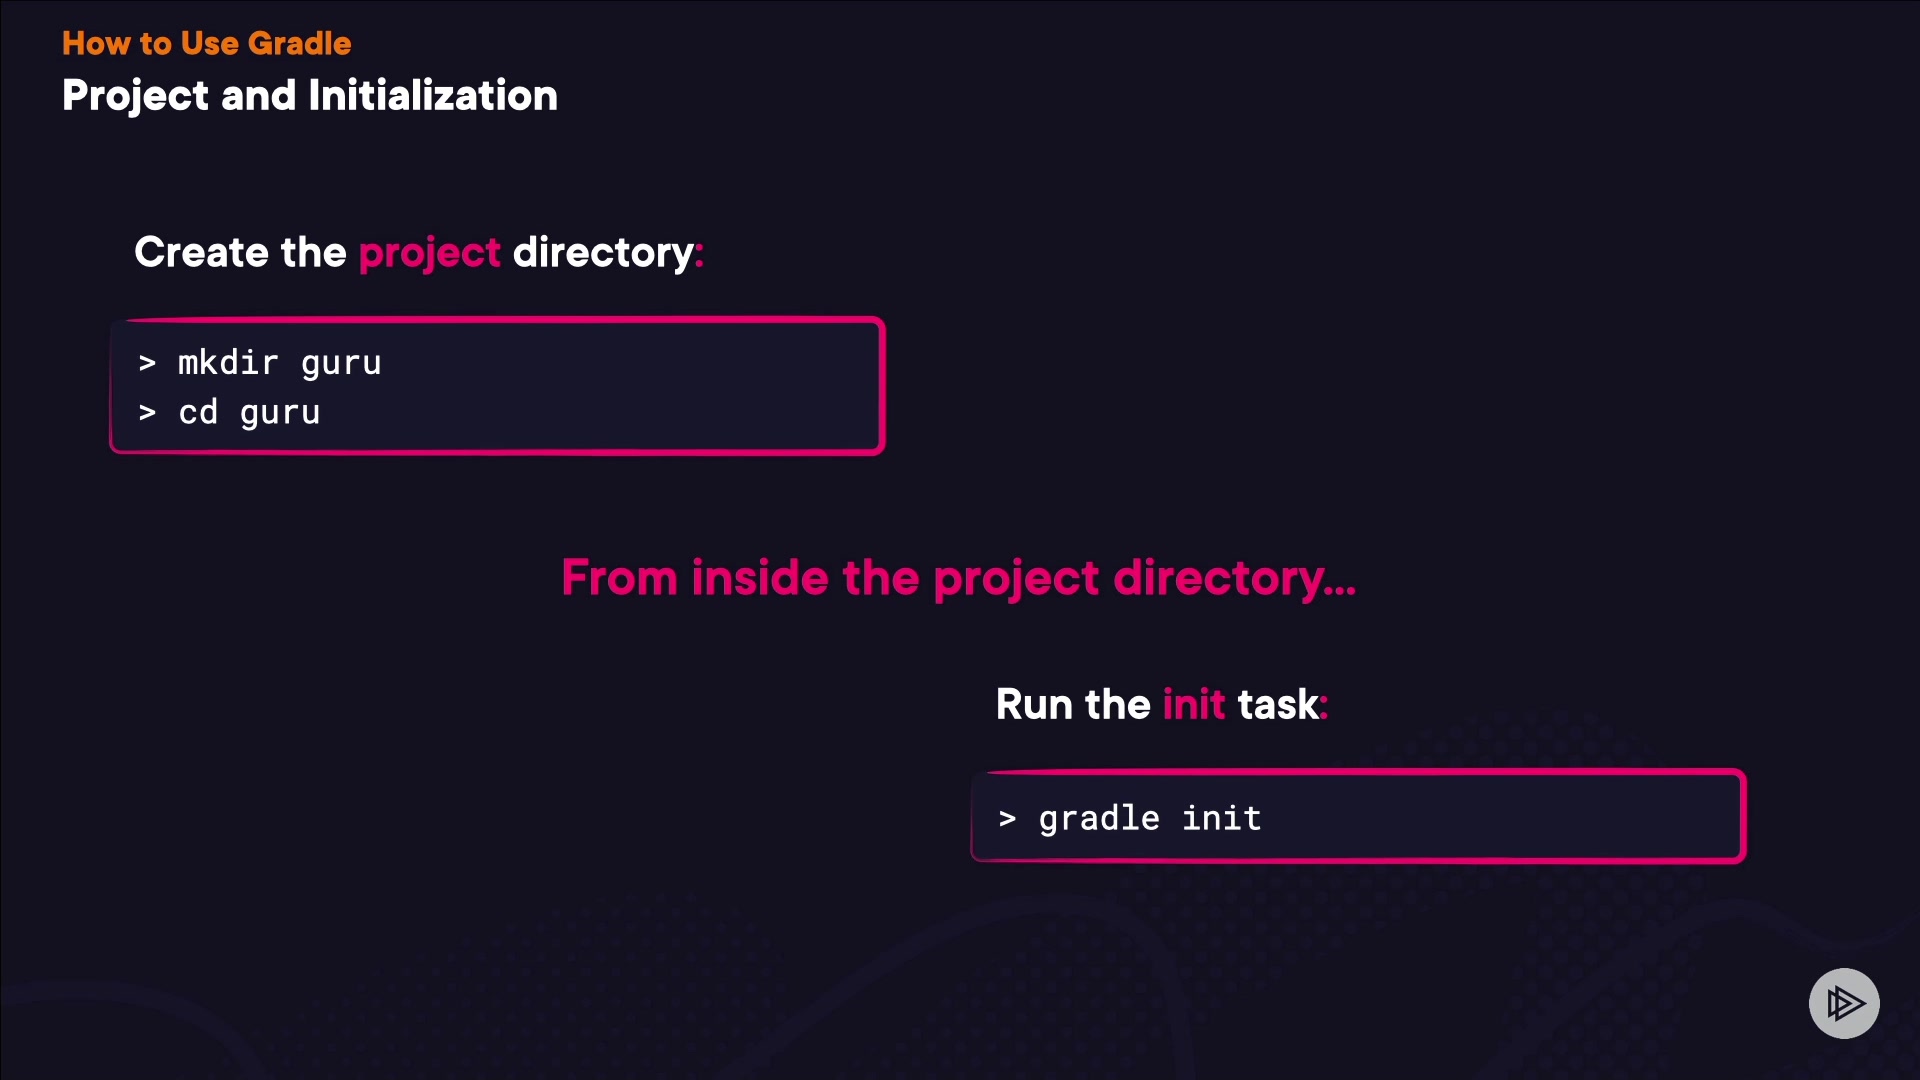 How to Use Gradle
Project and Initialization
Create the project directory:
> mkdir guru
> cd guru
From inside the project directory...
Run the init task:
> gradle init